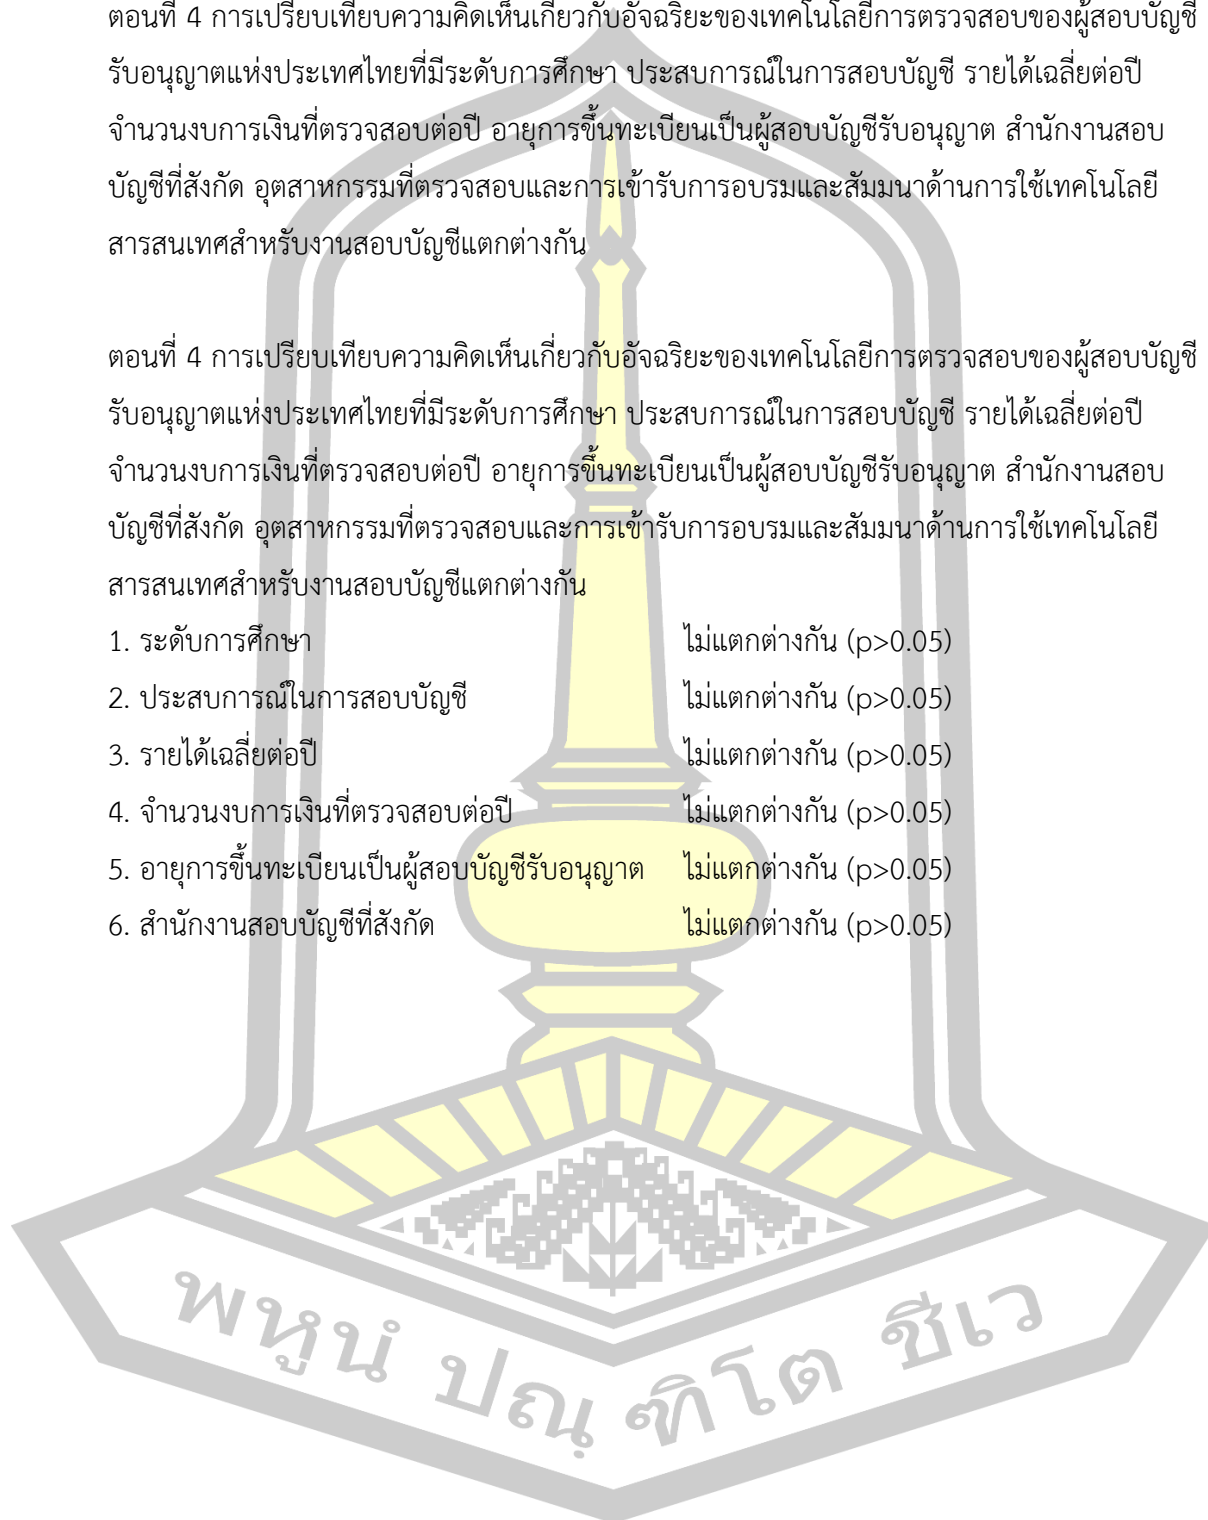 ตอนที่ 4 การเปรียบเทียบความคิดเห็นเกี่ยวกับอัจฉริยะของเทคโนโลยีการตรวจสอบของผู้สอบบัญชี
รับอนุญาตแห่งประเทศไทยที่มีระดับการศึกษา ประสบการณ์ในการสอบบัญชี รายได้เฉลี่ยต่อปี
จำนวนงบการเงินที่ตรวจสอบต่อปี อายุการขึ้นทะเบียนเป็นผู้สอบบัญชีรับอนุญาต สำนักงานสอบ
บัญชีที่สังกัด อุตสาหกรรมที่ตรวจสอบและการเข้ารับการอบรมและสัมมนาด้านการใช้เทคโนโลยี
สารสนเทศสำหรับงานสอบบัญชีแตกต่างกัน
ตอนที่ 4 การเปรียบเทียบความคิดเห็นเกี่ยวกับอัจฉริยะของเทคโนโลยีการตรวจสอบของผู้สอบบัญชี
รับอนุญาตแห่งประเทศไทยที่มีระดับการศึกษา ประสบการณ์ในการสอบบัญชี รายได้เฉลี่ยต่อปี
จำนวนงบการเงินที่ตรวจสอบต่อปี อายุการขึ้นทะเบียนเป็นผู้สอบบัญชีรับอนุญาต สำนักงานสอบ
บัญชีที่สังกัด อุตสาหกรรมที่ตรวจสอบและการเข้ารับการอบรมและสัมมนาด้านการใช้เทคโนโลยี
สารสนเทศสำหรับงานสอบบัญชีแตกต่างกัน
1. ระดับการศึกษา ไม่แตกต่างกัน (p>0.05)
2. ประสบการณ์ในการสอบบัญชี ไม่แตกต่างกัน (p>0.05)
3. รายได้เฉลี่ยต่อปี ไม่แตกต่างกัน (p>0.05)
4. จำนวนงบการเงินที่ตรวจสอบต่อปี ไม่แตกต่างกัน (p>0.05)
5. อายุการขึ้นทะเบียนเป็นผู้สอบบัญชีรับอนุญาต ไม่แตกต่างกัน (p>0.05)
6. สำนักงานสอบบัญชีที่สังกัด ไม่แตกต่างกัน (p>0.05)
พหูนํ ปณฺฑิโต ชีเว